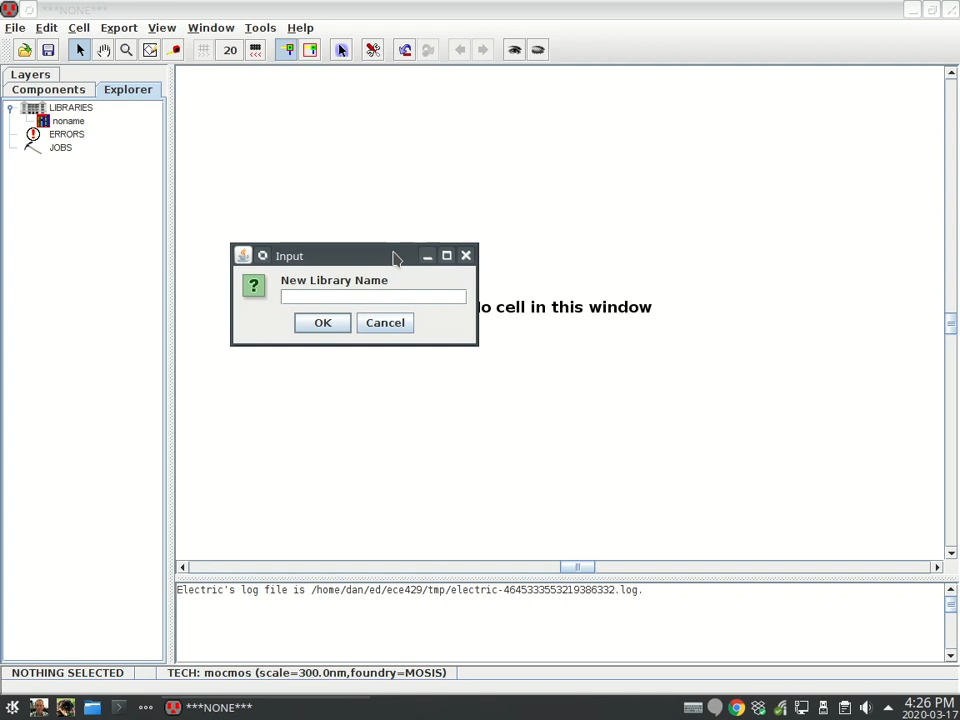 ***NONE***
File Edit Cell Export View Window Tools Help
20
Layers
Components Explorer
LIBRARIES
noname
ERRORS
JOBS
Input
New Library Name
OK Cancel
cell in this window
Electric's log file is /home/dan/ed/ece429/tmp/electric-4645333553219386332.log.
NOTHING SELECTED TECH: mocmos (scale=300.0nm,foundry=MOSIS)
***NONE*** 4:26 PM
2020-03-17